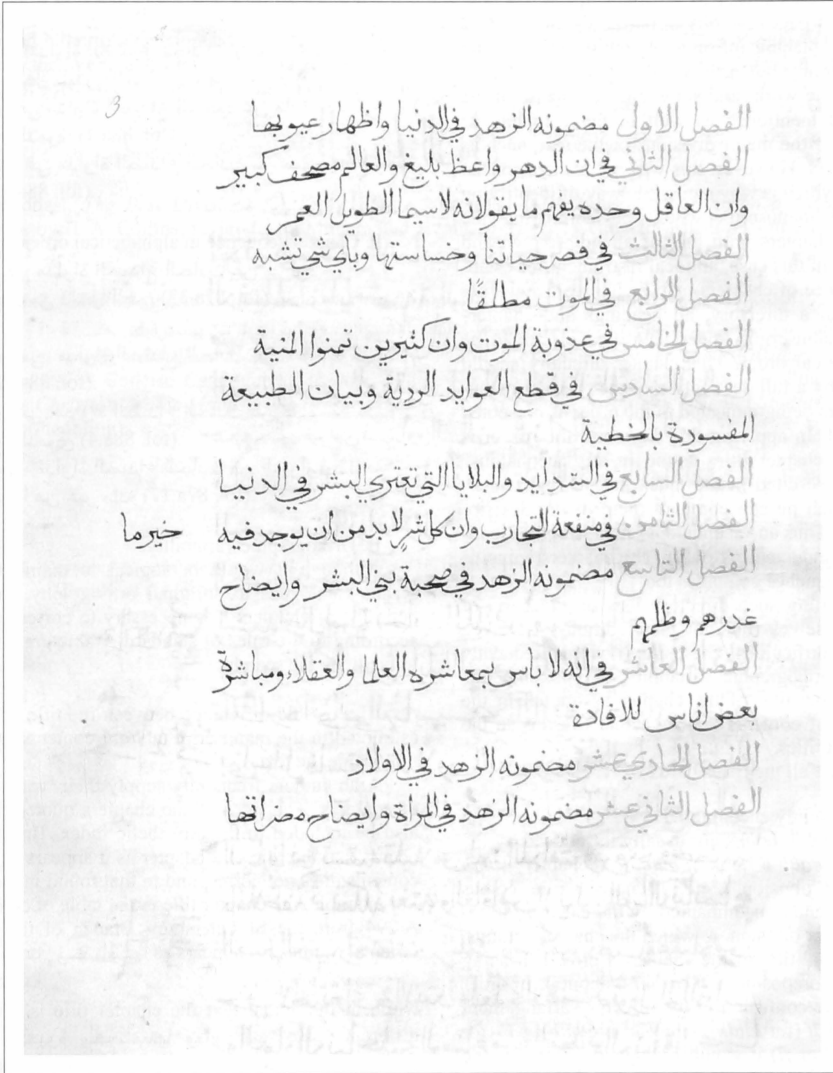 3
الفصل الاول مضمونه الزهد في الدنيا واظهار عيوبها
الفصل الثاني في ان الدهر واعظ بليغ والعالم مصحف كبير
وان العاقل وحده يفهم ما يقولانه لاسما الطويل العمر
الفصل الثالث في قصر حياتنا وخساستها وباي شي تشبه
الفصل الرابع في الموت مطلقًا
الفصل الخامس في عدوبة الموت وان كثيرين تمنوا المنية
الفصل السادس في قطع العوايد الردية وبيان الطبيعة
المفسودة بالخطية
الفصل السابع في الشدايد والبلايا التي تعتري البشر في الدنيا
الفصل الثامن في منفعة التجارب وان كل شرٍ لابد من ان يوجد فيه خير ما
الفصل التاسع مضمونه الزهد في صحبة بني البشر وايضاح
غدرهم وظلمهم
الفصل العاشر في انه لا باس بمعاشرة العلما والعقلاء ومباشرة
بعض اناس للافادة
الفصل الحادي عشر مضمونه الزهد في الاولاد
الفصل الثاني عشر مضمونه الزهد في المراة وايضاح مضراتها